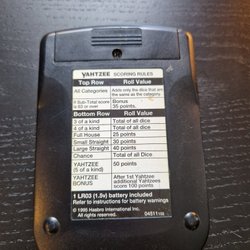 YAHTZEE SCORING RULES
Top Row Roll Value
All Categories Adds only the dice that are the same as the category.
If Sub-Total score is 63 or over Bonus 35 points.
Bottom Row Roll Value
3 of a kind Total of all dice
4 of a kind Total of all dice
Full House 25 points
Small Straight 30 points
Large Straight 40 points
Chance Total of all dice
YAHTZEE (5 of a kind) 50 points
YAHTZEE BONUS After 1st Yahtzee additional Yahtzees score 100 points
1 LR03 (1.5v) battery included
Refer to instructions for battery warnings
© 1995 Hasbro International Inc.
All rights reserved. 04511